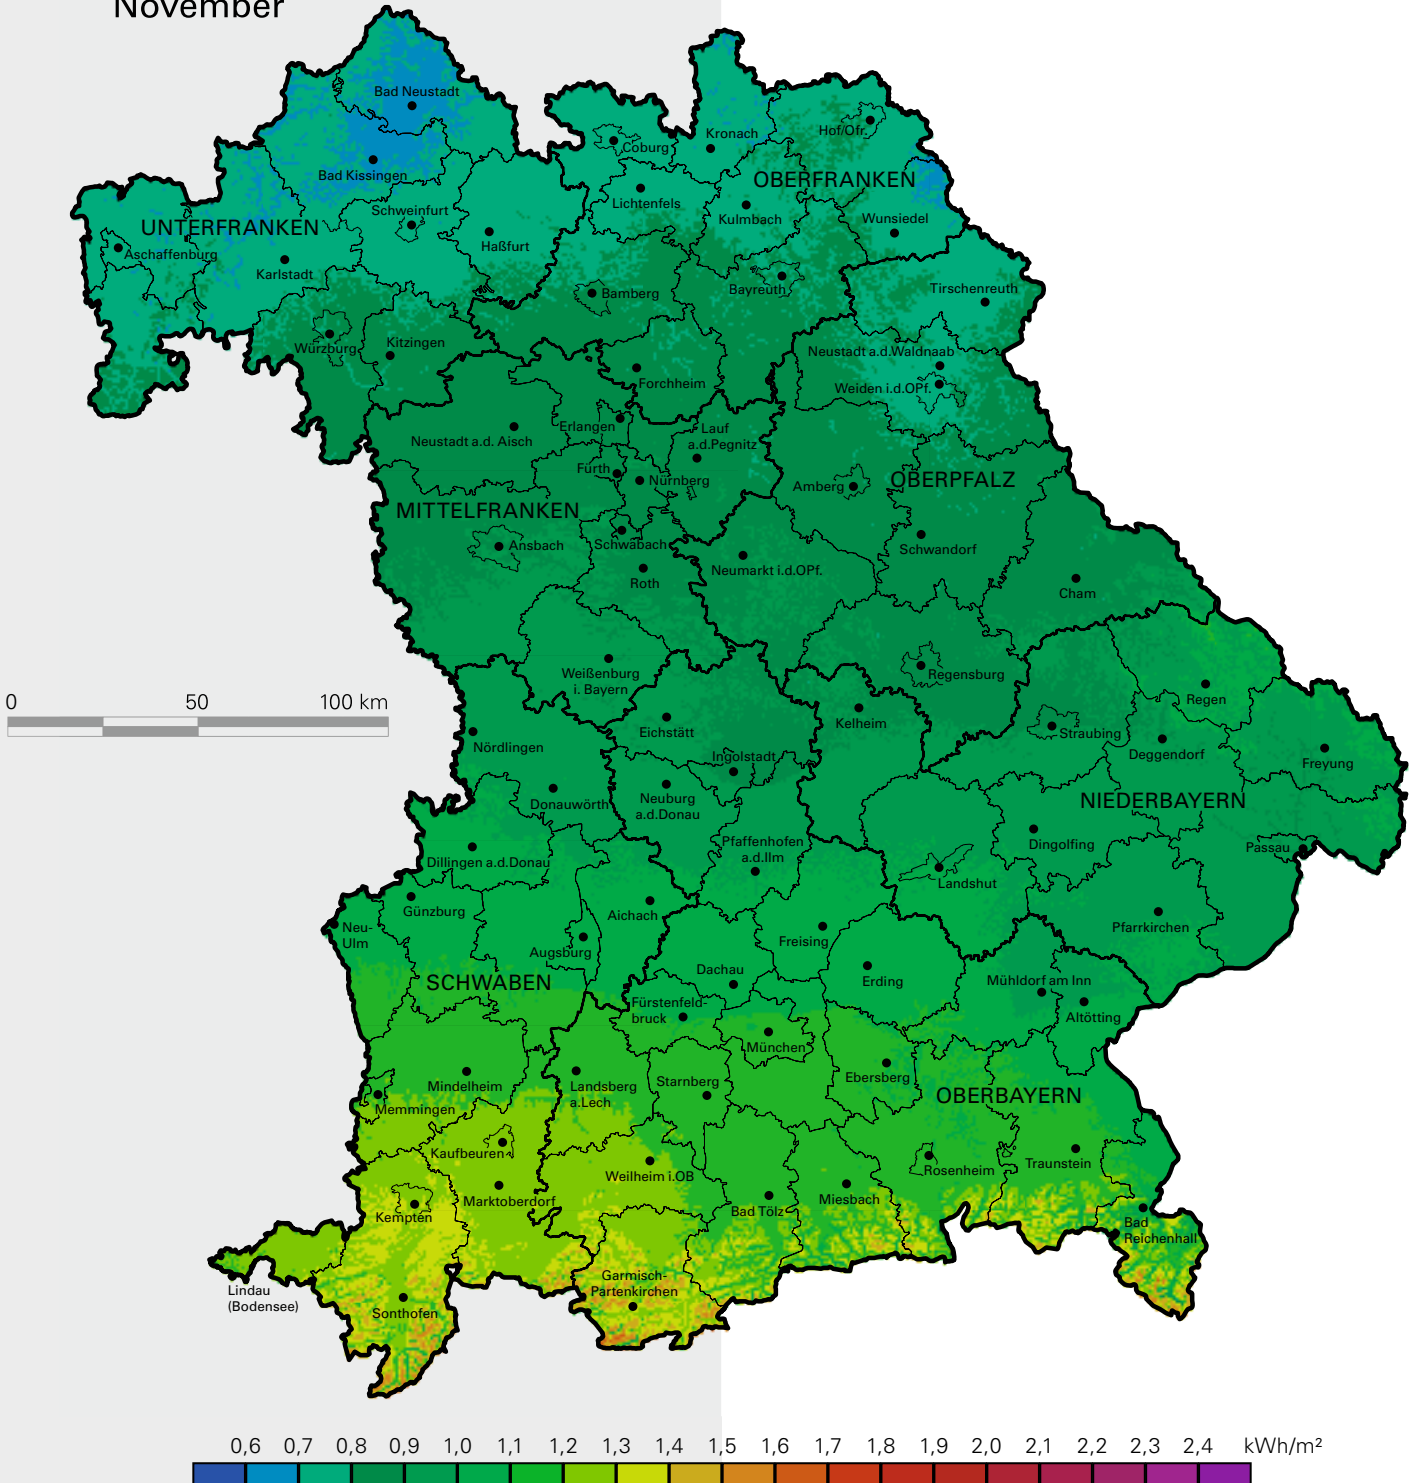 November
Bad Neustadt
Hof/Ofr.
Kronach
Coburg
Bad Kissingen
OBERFRANKEN
Lichtenfels
Schweinfurt
Kulmbach
Wunsiedel
UNTERFRANKEN
Haßfurt
Aschaffenburg
Karlstadt
Bayreuth
Tirschenreuth
Bamberg
Würzburg
Kitzingen
Neustadt a.d.Waldnaab
Forchheim
Weiden i.d.OPf.
Erlangen
Lauf
a.d.Pegnitz
Neustadt a.d. Aisch
Fürth
Nürnberg
Amberg
OBERPFALZ
MITTELFRANKEN
Ansbach
Schwabach
Schwandorf
Roth
Neumarkt i.d.OPf.
Cham
Weißenburg
i. Bayern
Regensburg
0 50 100 km
Regen
Kelheim
Eichstätt
Straubing
Nördlingen
Deggendorf
Ingolstadt
Freyung
Donauwörth
Neuburg
a.d.Donau
NIEDERBAYERN
Pfaffenhofen
a.d.Ilm
Dingolfing
Passau
Dillingen a.d.Donau
Landshut
Günzburg
Aichach
Neu-
Ulm
Pfarrkirchen
Freising
Augsburg
Dachau
SCHWABEN
Erding
Mühldorf am Inn
Fürstenfeld-
bruck
Altötting
München
Mindelheim
Landsberg
a.Lech
Starnberg
Ebersberg
OBERBAYERN
Memmingen
Kaufbeuren
Weilheim i.OB
Rosenheim
Traunstein
Marktoberdorf
Miesbach
Kempten
Bad Tölz
Bad
Reichenhall
Garmisch-
Partenkirchen
Lindau
(Bodensee)
Sonthofen
0,6 0,7 0,8 0,9 1,0 1,1 1,2 1,3 1,4 1,5 1,6 1,7 1,8 1,9 2,0 2,1 2,2 2,3 2,4 kWh/m²